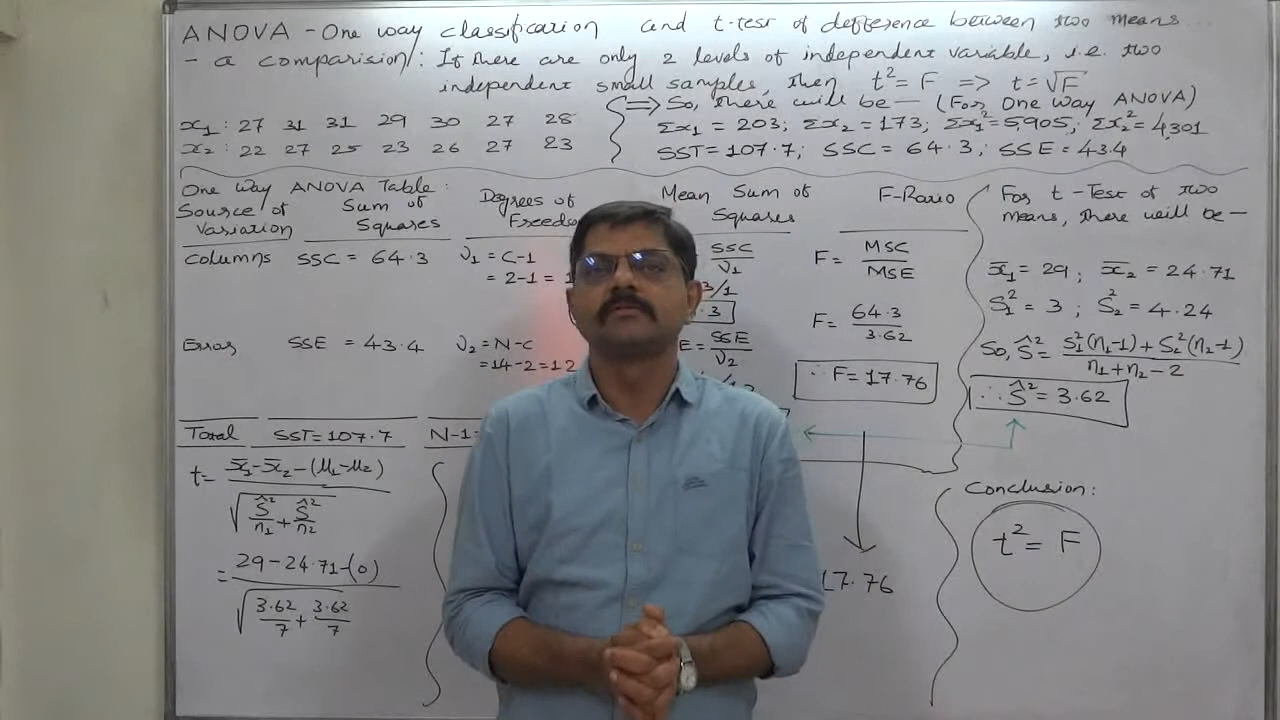 ANOVA - One way classification and t-test of difference between two means...
- a comparision: If there are only 2 levels of independent variable, i.e. two
independent small samples, then t² = F => t = √F
x₁ : 27 31 31 29 30 27 28
x₂ : 22 27 25 23 26 27 23
=> So, there will be — (For One way ANOVA)
Σx₁ = 203; Σx₂ = 173; Σx₁² = 5,905; Σx₂² = 4,301
SST = 107.7; SSC = 64.3; SSE = 43.4
One Way ANOVA Table:
Source of Variation
Sum of Squares
Degrees of Freedom
Mean Sum of Squares
F-Ratio
columns SSC = 64.3 ν₁ = C-1
= 2-1 = 1
SSC/ν₁
3/1
.3
F = MSC/MSE
F = 64.3/3.62
∴ F = 17.76
Error SSE = 43.4 ν₂ = N-C
= 14-2 = 12
E = SSE/ν₂
Total SST = 107.7 N-1=
For t-Test of two
means, there will be —
x̄₁ = 29; x̄₂ = 24.71
S₁² = 3; S₂² = 4.24
So, Ŝ² = S₁²(n₁-1) + S₂²(n₂-1) / n₁+n₂-2
∴ Ŝ² = 3.62
t = x̄₁-x̄₂-(μ₁-μ₂) / √(Ŝ²/n₁ + Ŝ²/n₂)
= 29-24.71-(0) / √(3.62/7 + 3.62/7)
17.76
Conclusion:
t² = F